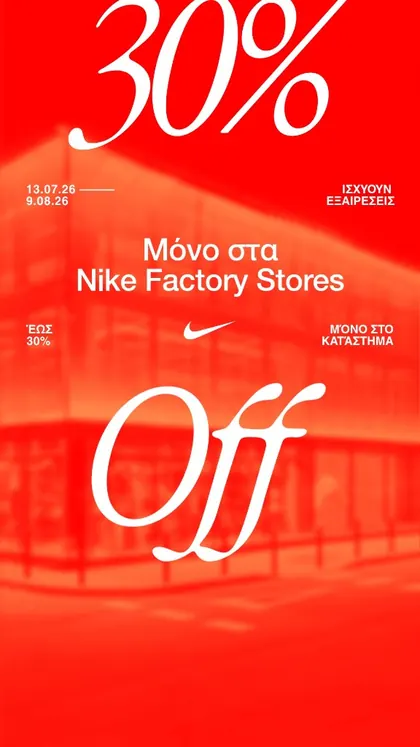 30%
13.07.26
9.08.26
ΙΣΧΥΟΥΝ
ΕΞΑΙΡΕΣΕΙΣ
Μόνο στα
Nike Factory Stores
ΈΩΣ
30%
ΜΌΝΟ ΣΤΟ
ΚΑΤΆΣΤΗΜΑ
Off